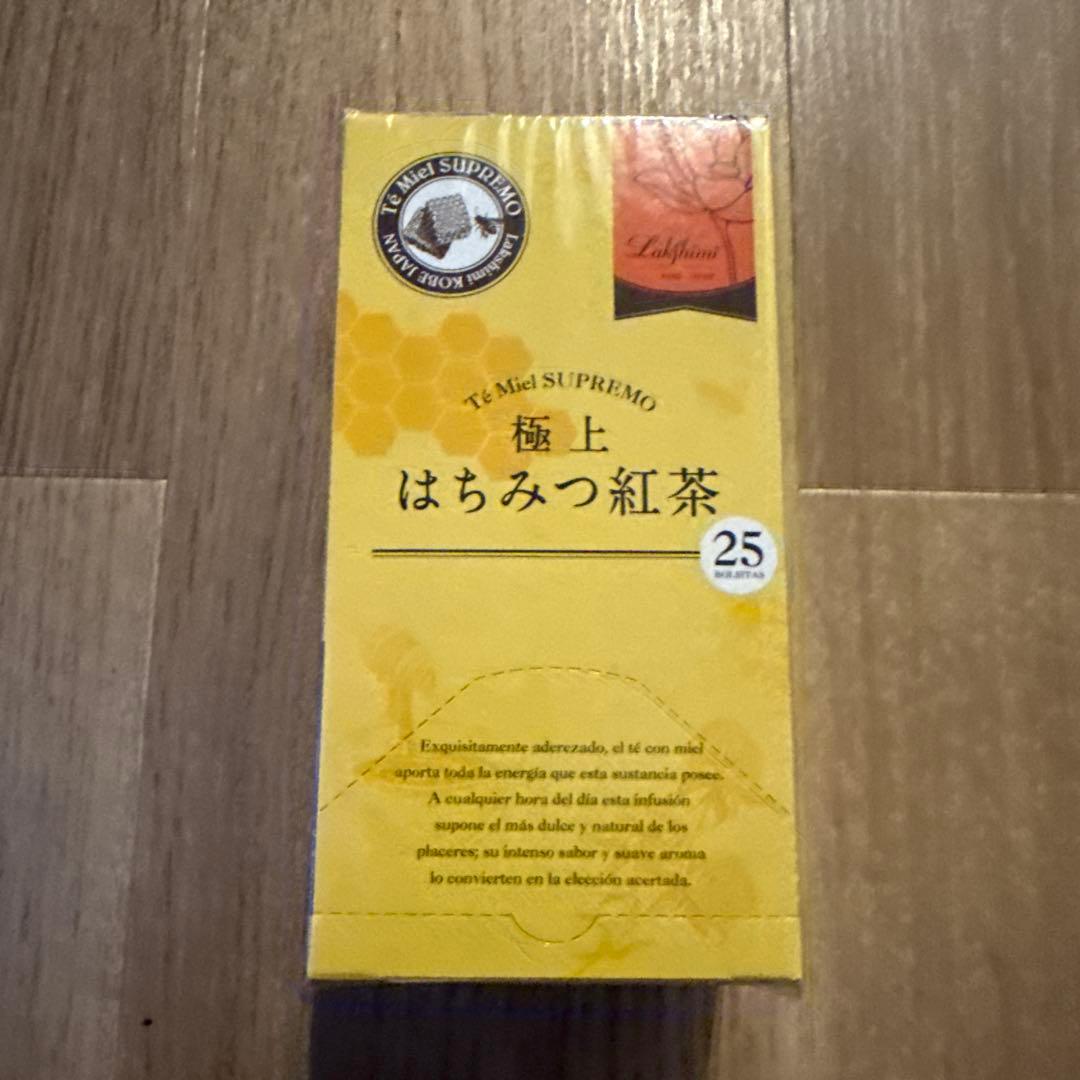 Té Miel SUPREMO
Lakshimi KOBE JAPAN
Lakshimi
Té Miel SUPREMO
極上
はちみつ紅茶
25
BOLSITAS
Exquisitamente aderezado, el té con miel
aporta toda la energía que esta sustancia posee.
A cualquier hora del día esta infusión
supone el más dulce y natural de los
placeres; su intenso sabor y suave aroma
lo convierten en la elección acertada.